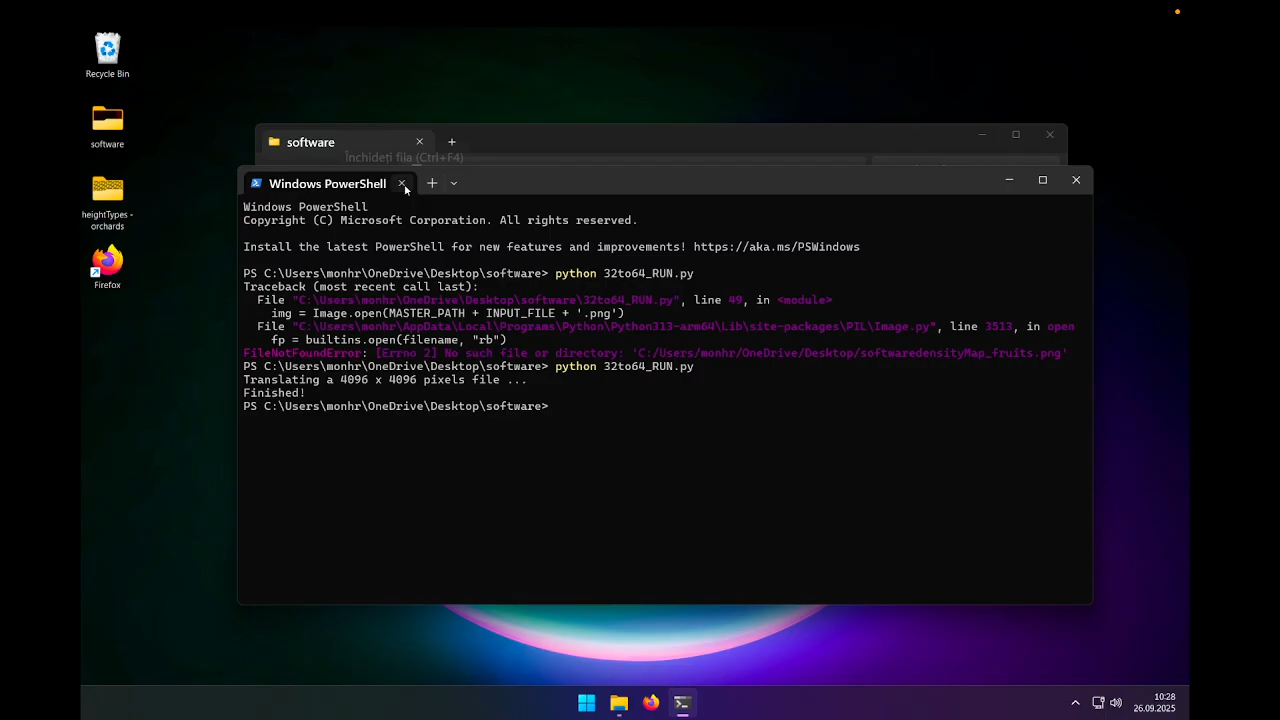 Recycle Bin
software
heightTypes -
orchards
Firefox
software
Închideți fila (Ctrl+F4)
Windows PowerShell
Windows PowerShell
Copyright (C) Microsoft Corporation. All rights reserved.
Install the latest PowerShell for new features and improvements! https://aka.ms/PSWindows
PS C:\Users\monhr\OneDrive\Desktop\software> python 32to64_RUN.py
Traceback (most recent call last):
File "C:\Users\monhr\OneDrive\Desktop\software\32to64_RUN.py", line 49, in <module>
img = Image.open(MASTER_PATH + INPUT_FILE + '.png')
File "C:\Users\monhr\AppData\Local\Programs\Python\Python313-arm64\Lib\site-packages\PIL\Image.py", line 3513, in open
fp = builtins.open(filename, "rb")
FileNotFoundError: [Errno 2] No such file or directory: 'C:/Users/monhr/OneDrive/Desktop/softwaredensityMap_fruits.png'
PS C:\Users\monhr\OneDrive\Desktop\software> python 32to64_RUN.py
Translating a 4096 x 4096 pixels file ...
Finished!
PS C:\Users\monhr\OneDrive\Desktop\software>
10:28
26.09.2025